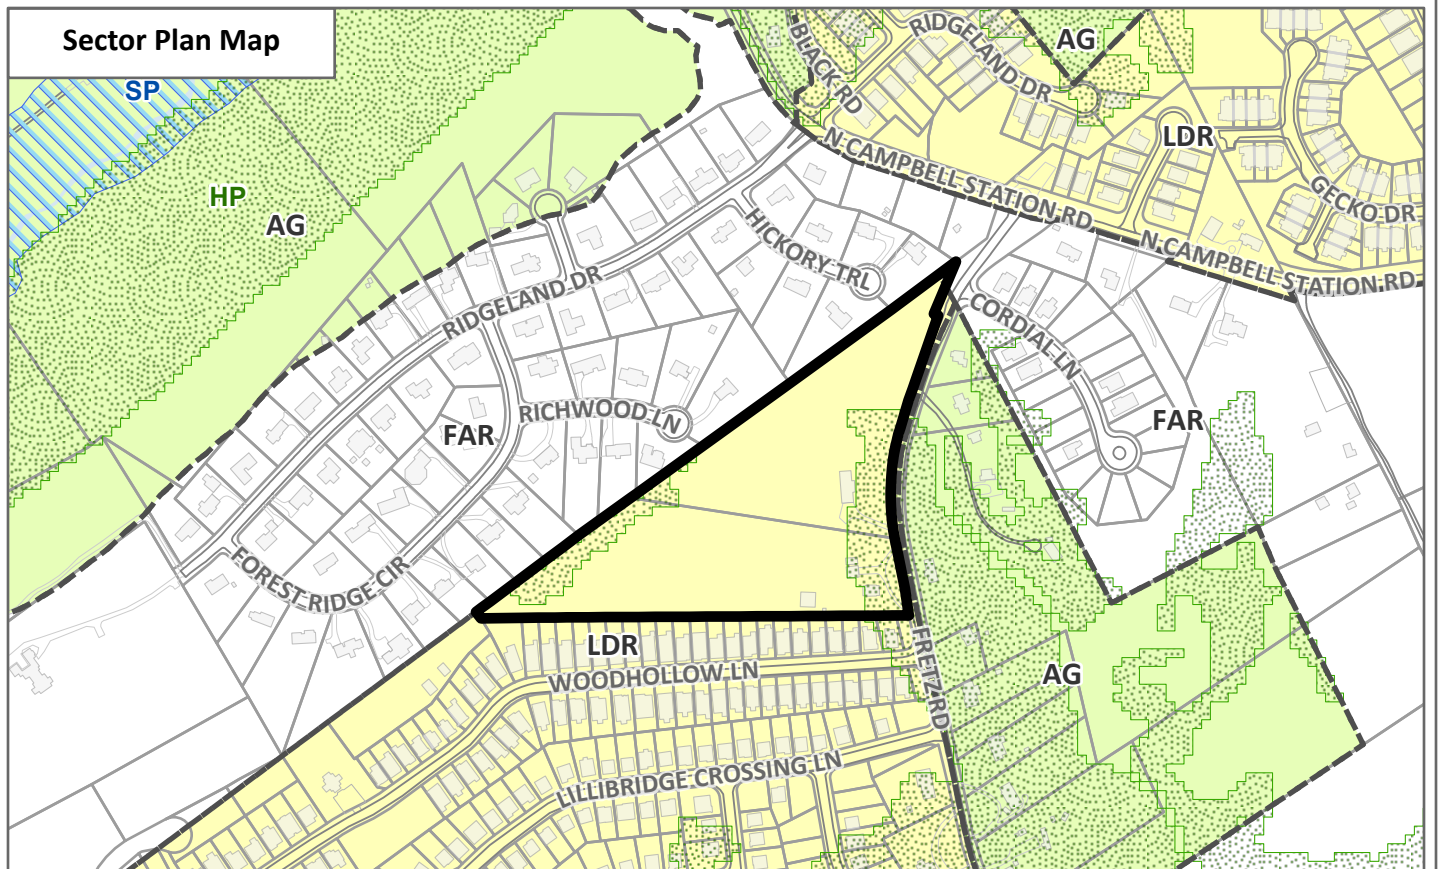 Sector Plan Map
SP
HP
AG
BLACK RD
RIDGELAND DR
AG
LDR
GECKO DR
N CAMPBELL STATION RD
N CAMPBELL STATION RD
HICKORY TRL
RIDGELAND DR
CORDIAL LN
RICHWOOD LN
FAR
FAR
FOREST RIDGE CIR
LDR
WOODHOLLOW LN
FRETZ RD
AG
LILLIBRIDGE CROSSING LN